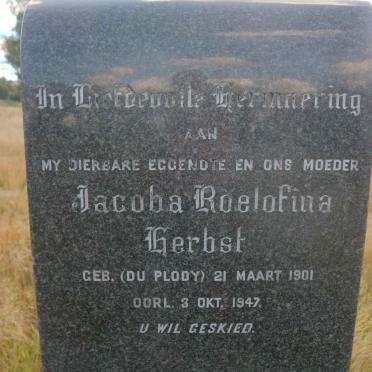 In Liefdevolle Herinnering
AAN
MY DIERBARE EGGENOTE EN ONS MOEDER
Jacoba Roelofina
Herbst
GEB. (DU PLOOY) 21 MAART 1901
OORL. 3 OKT. 1947.
U WIL GESKIED.